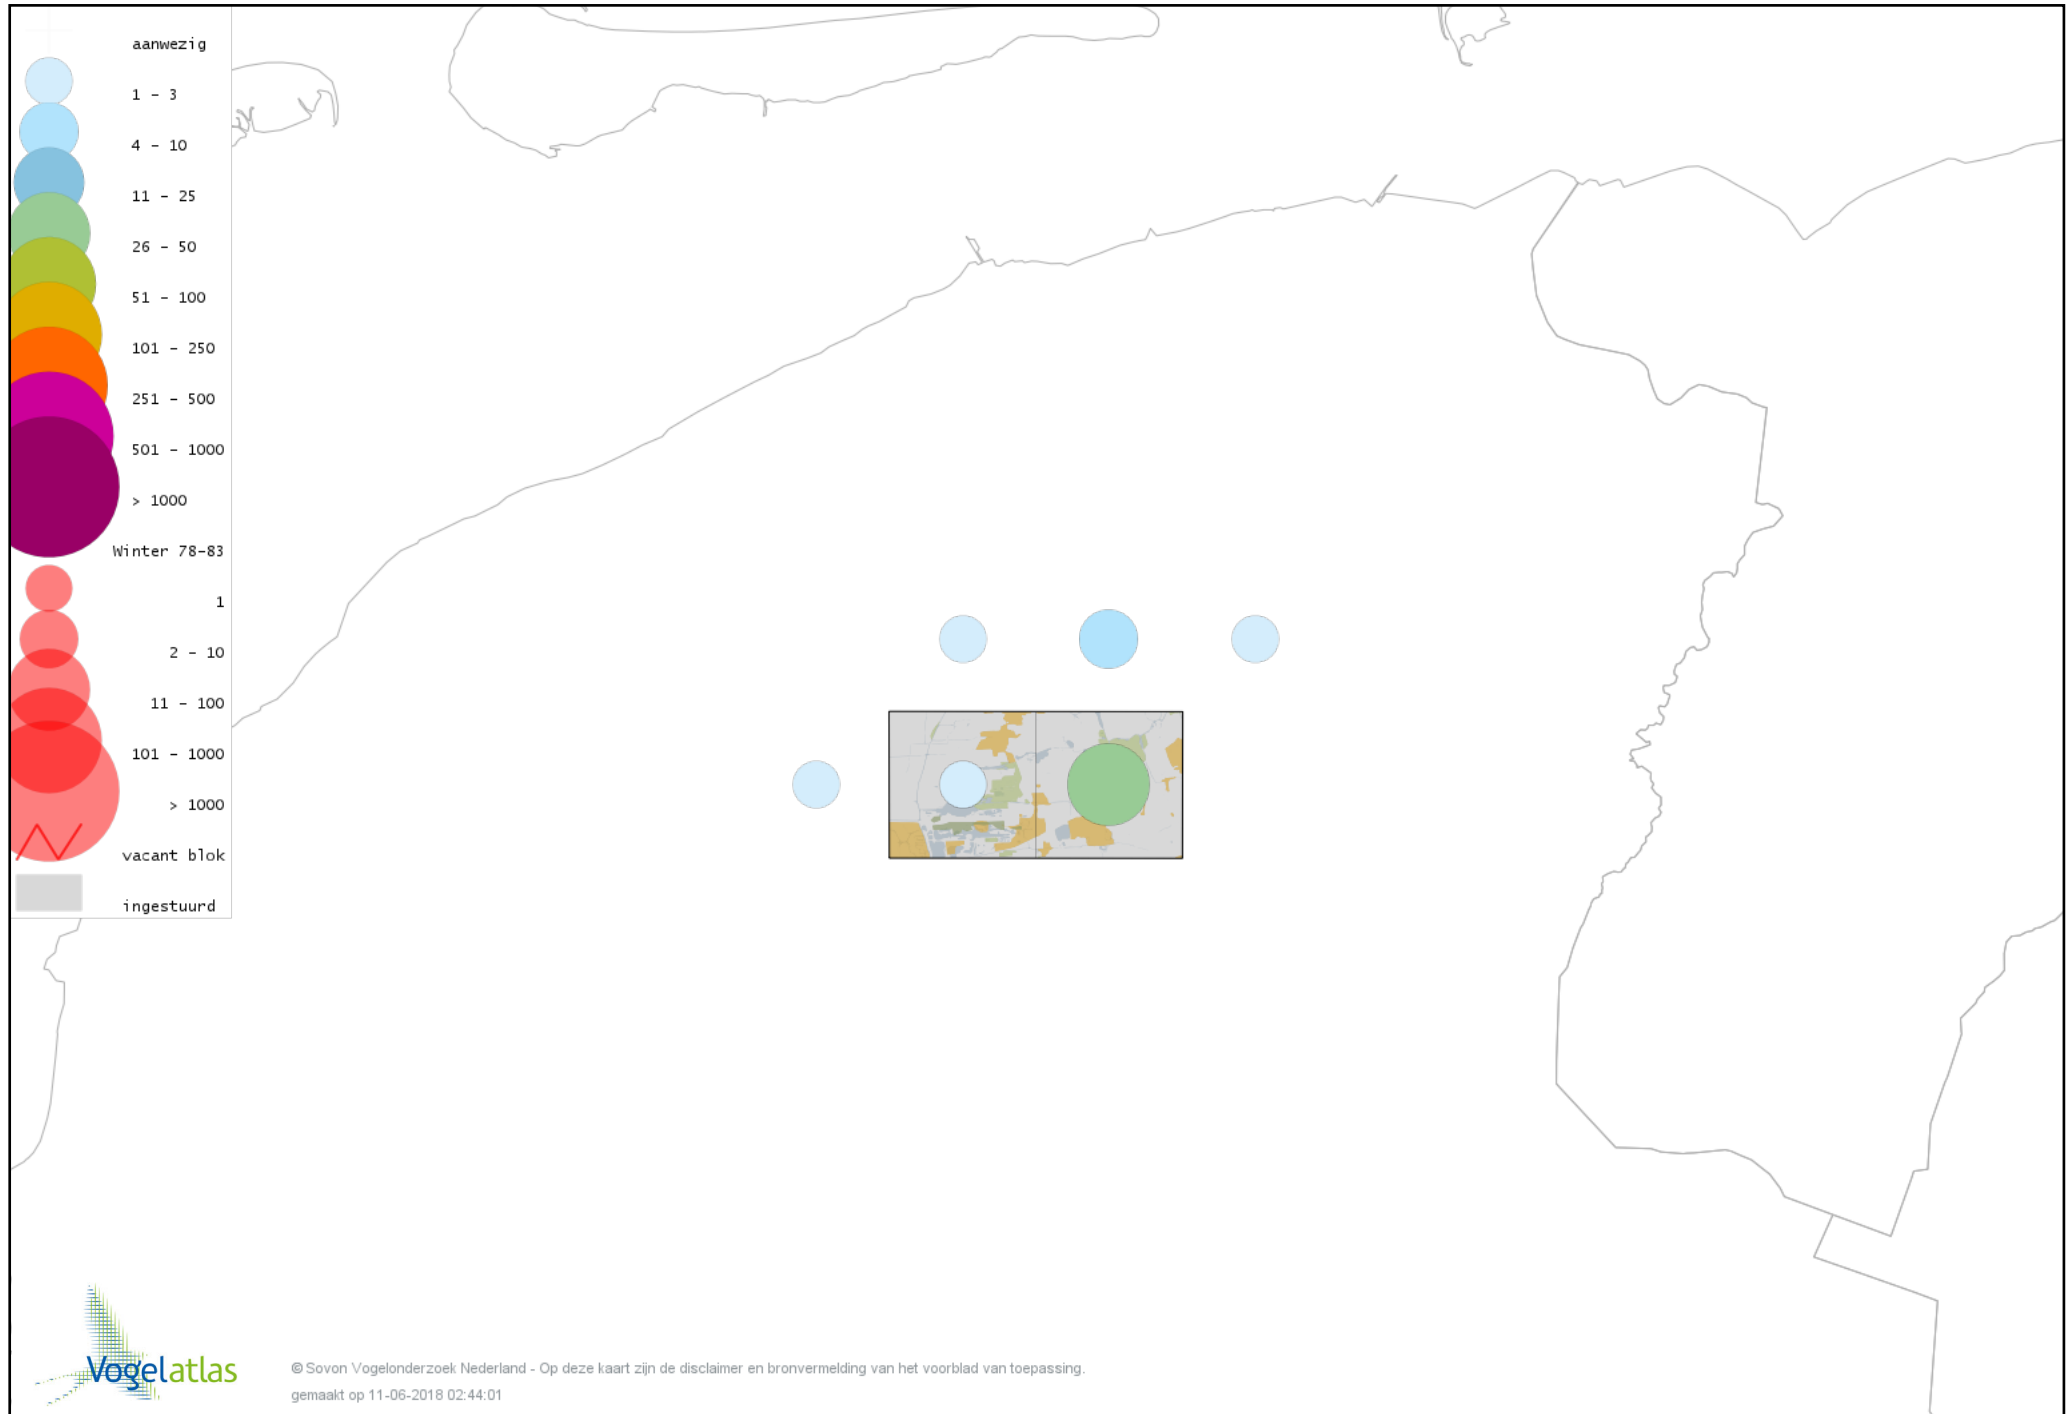 aanwezig
1 - 3
4 - 10
11 - 25
26 - 50
51 - 100
101 - 250
251 - 500
501 - 1000
> 1000
Winter 78-83
1
2 - 10
11 - 100
101 - 1000
> 1000
vacant blok
ingestuurd
Vogelatlas
© Sovon Vogelonderzoek Nederland - Op deze kaart zijn de disclaimer en bronvermelding van het voorblad van toepassing.
gemaakt op 11-06-2018 02:44:01